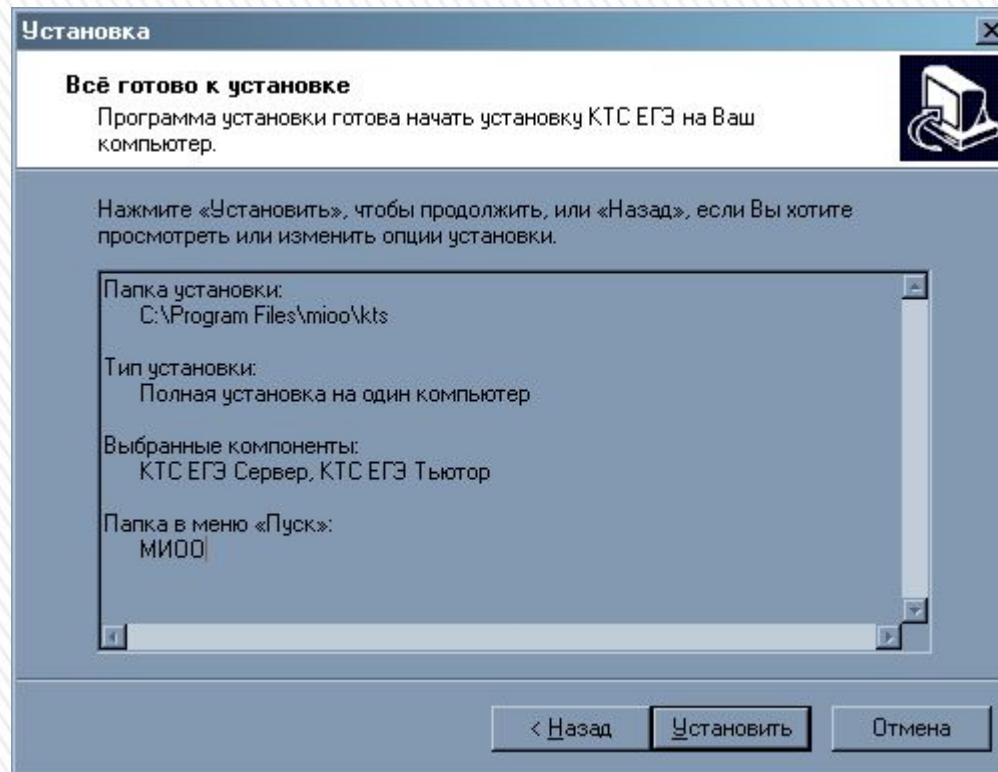 Установка
Всё готово к установке
Программа установки готова начать установку КТС ЕГЭ на Ваш
компьютер.
Нажмите «Установить», чтобы продолжить, или «Назад», если Вы хотите
просмотреть или изменить опции установки.
Папка установки:
C:\Program Files\mioo\kts
Тип установки:
Полная установка на один компьютер
Выбранные компоненты:
КТС ЕГЭ Сервер, КТС ЕГЭ Тьютор
Папка в меню «Пуск»:
МИОО
< Назад
Установить
Отмена